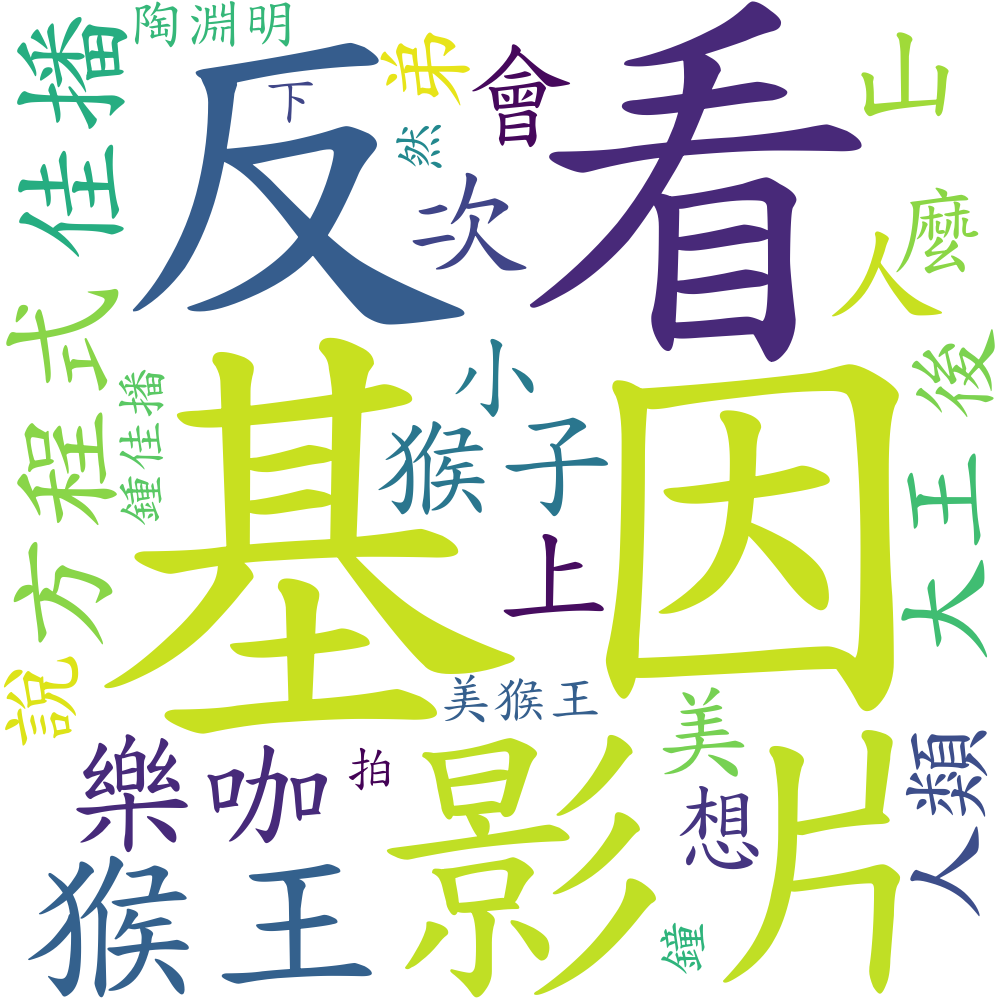 陶淵明
播
佳
反
下
弟
然
會
次
看
山
麼
人
方程式
鍾佳播
基因
小
猴子
上
後
大王
說
美猴王
樂咖
拍
影片
美
想
人類
猴王
鐘